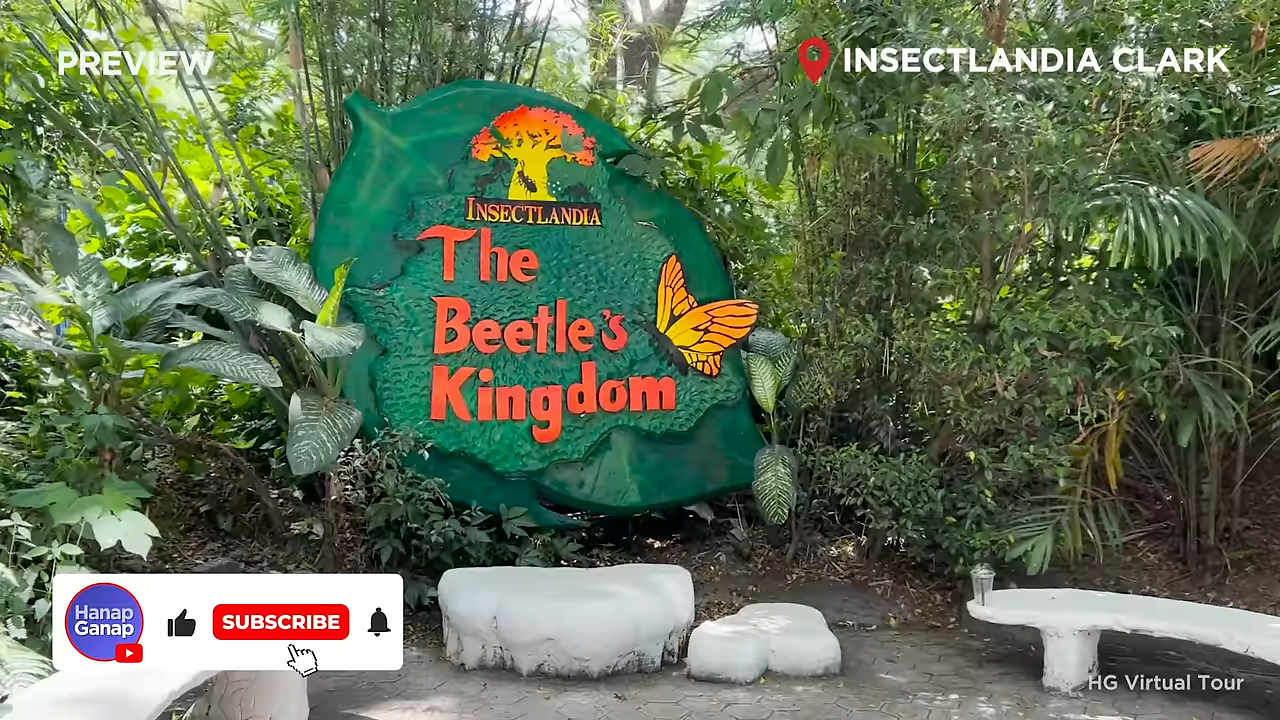 PREVIEW
INSECTLANDIA CLARK
INSECTLANDIA
The
Beetle's
Kingdom
Hanap
Ganap
SUBSCRIBE
HG Virtual Tour